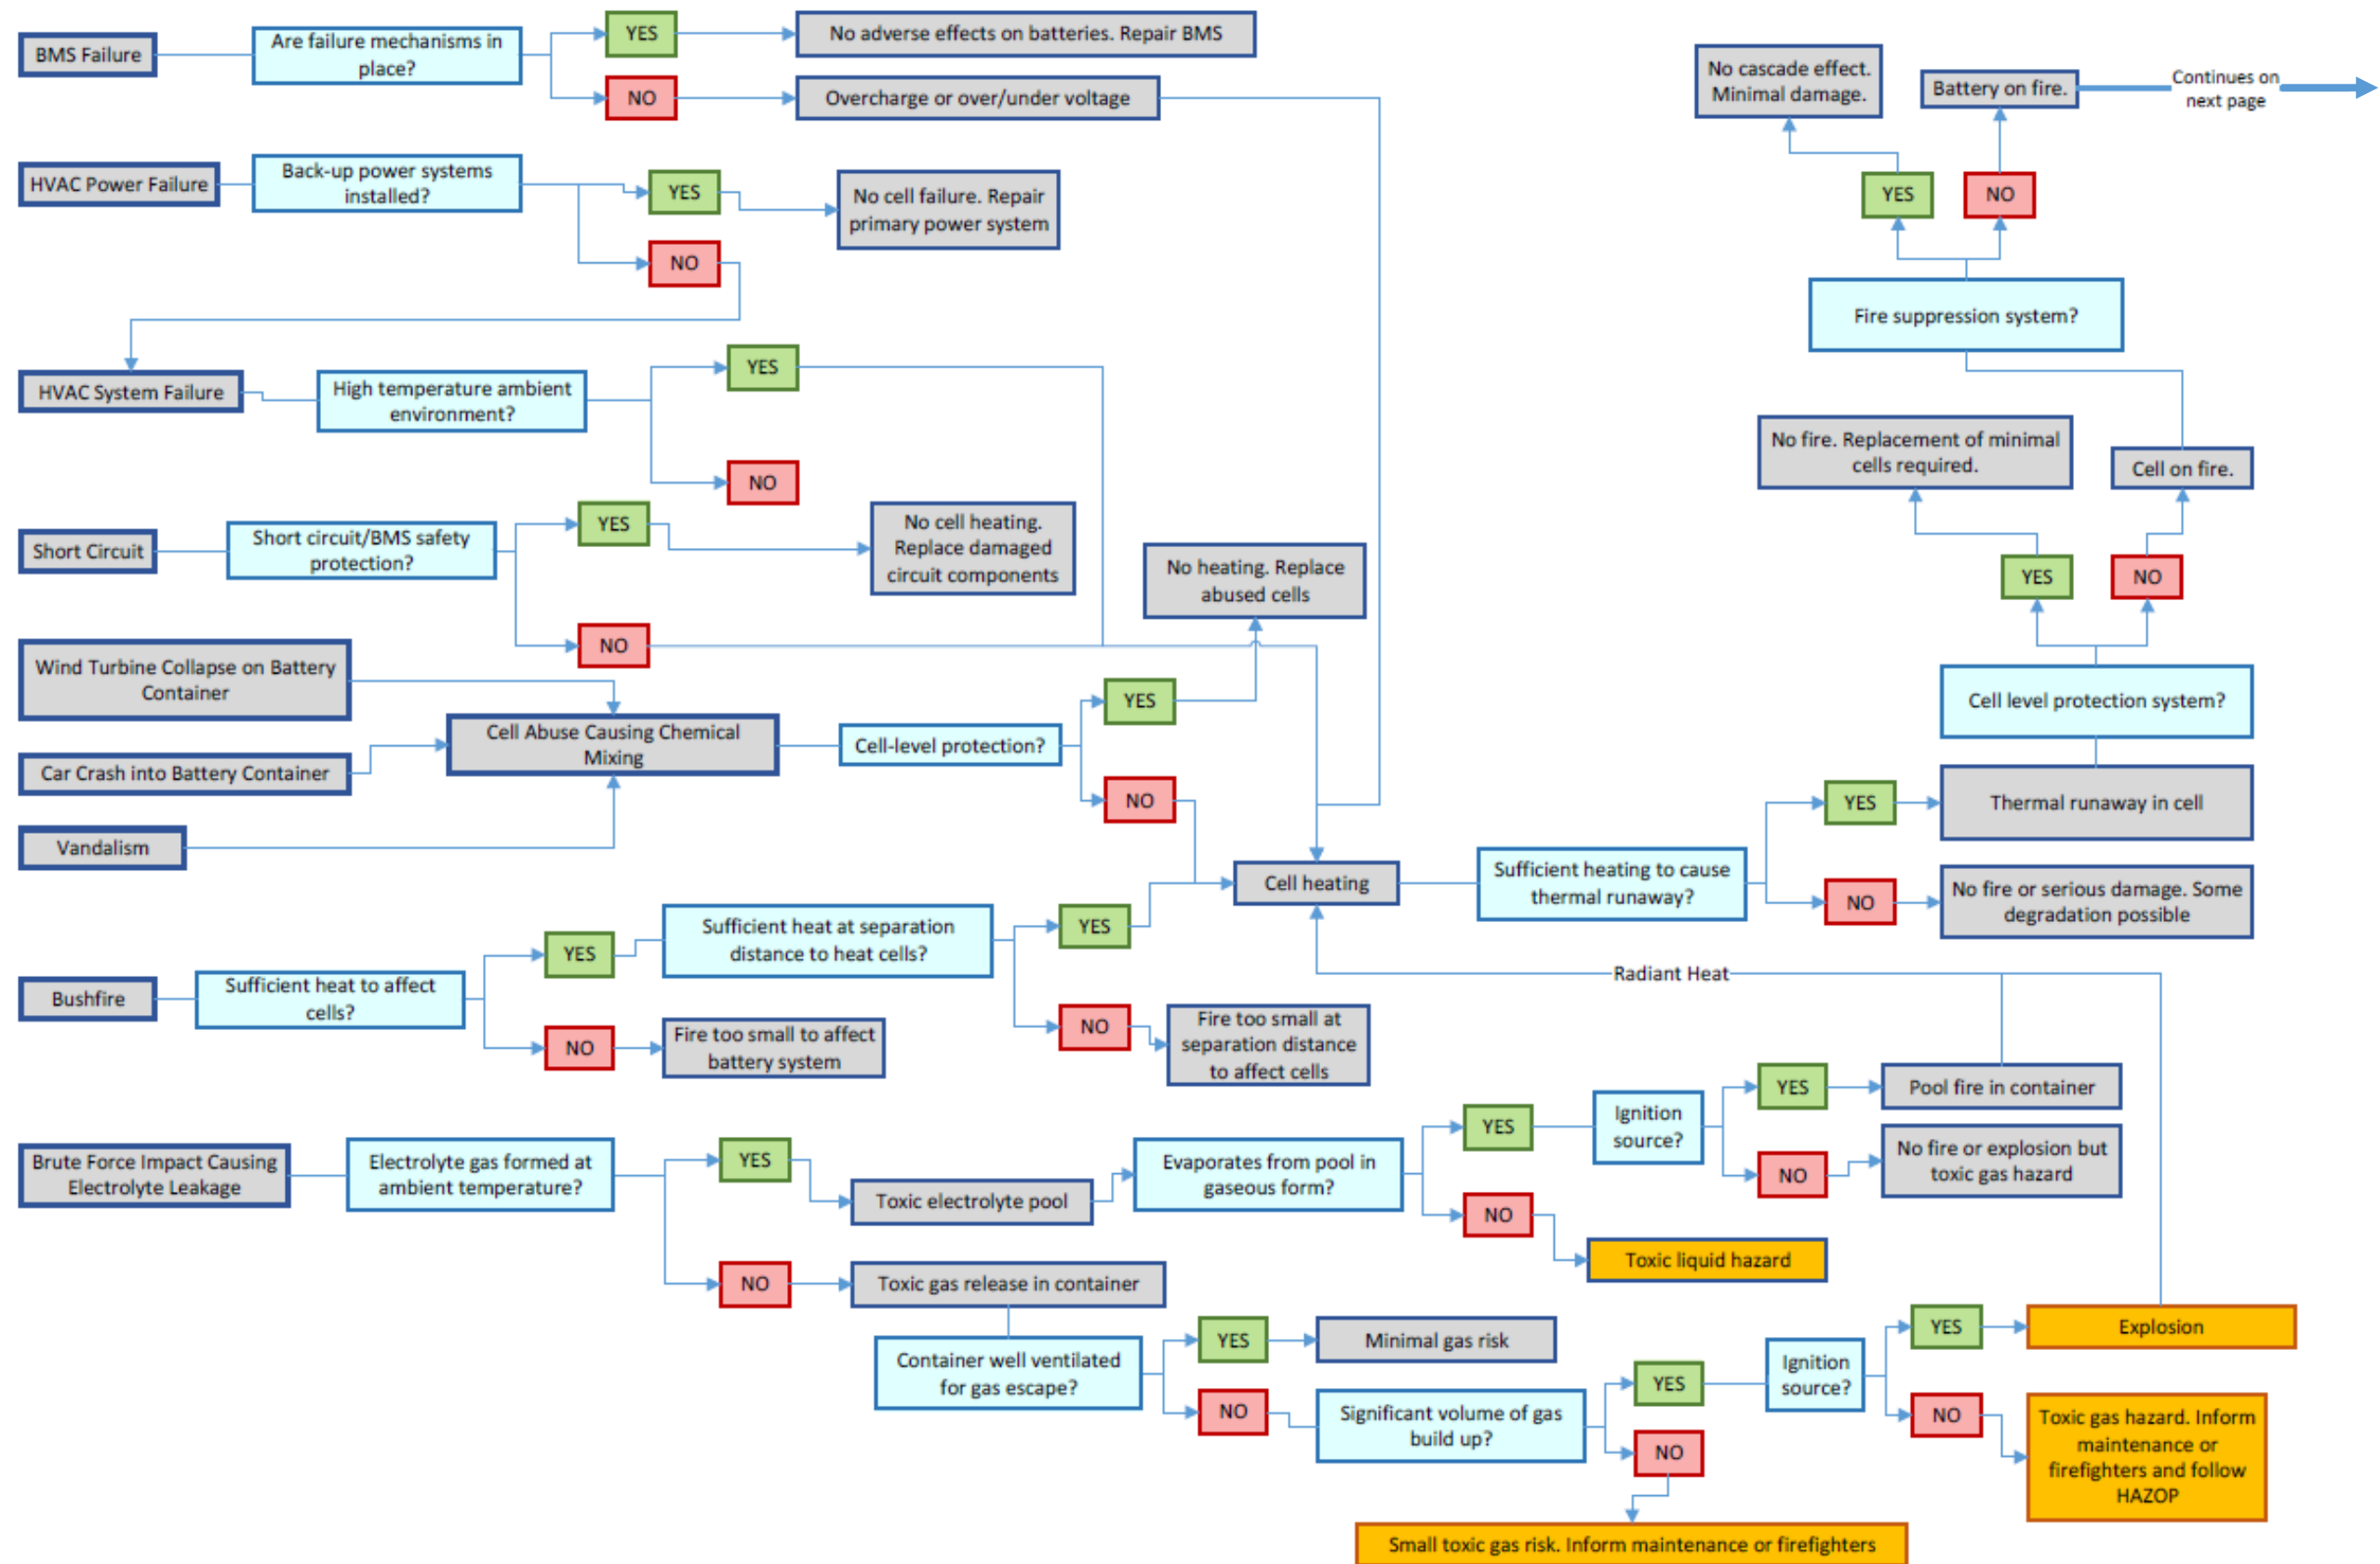 BMS Failure
Are failure mechanisms in
place?
YES
No adverse effects on batteries. Repair BMS
NO
Overcharge or over/under voltage
HVAC Power Failure
Back-up power systems
installed?
YES
No cell failure. Repair
primary power system
NO
HVAC System Failure
High temperature ambient
environment?
YES
NO
Short Circuit
Short circuit/BMS safety
protection?
YES
No cell heating.
Replace damaged
circuit components
NO
Wind Turbine Collapse on Battery
Container
Car Crash into Battery Container
Vandalism
Cell Abuse Causing Chemical
Mixing
Cell-level protection?
YES
No heating. Replace
abused cells
NO
Bushfire
Sufficient heat to affect
cells?
YES
Sufficient heat at separation
distance to heat cells?
YES
NO
Fire too small at
separation distance
to affect cells
NO
Fire too small to affect
battery system
Cell heating
Sufficient heating to cause
thermal runaway?
YES
Thermal runaway in cell
NO
No fire or serious damage. Some
degradation possible
Cell level protection system?
YES
No fire. Replacement of minimal
cells required.
NO
Cell on fire.
Fire suppression system?
YES
No cascade effect.
Minimal damage.
NO
Battery on fire.
Continues on
next page
Radiant Heat
Brute Force Impact Causing
Electrolyte Leakage
Electrolyte gas formed at
ambient temperature?
YES
Toxic electrolyte pool
Evaporates from pool in
gaseous form?
YES
Ignition
source?
YES
Pool fire in container
NO
No fire or explosion but
toxic gas hazard
NO
Toxic liquid hazard
NO
Toxic gas release in container
Container well ventilated
for gas escape?
YES
Minimal gas risk
NO
Significant volume of gas
build up?
YES
Ignition
source?
YES
Explosion
NO
Toxic gas hazard. Inform
maintenance or
firefighters and follow
HAZOP
NO
Small toxic gas risk. Inform maintenance or firefighters